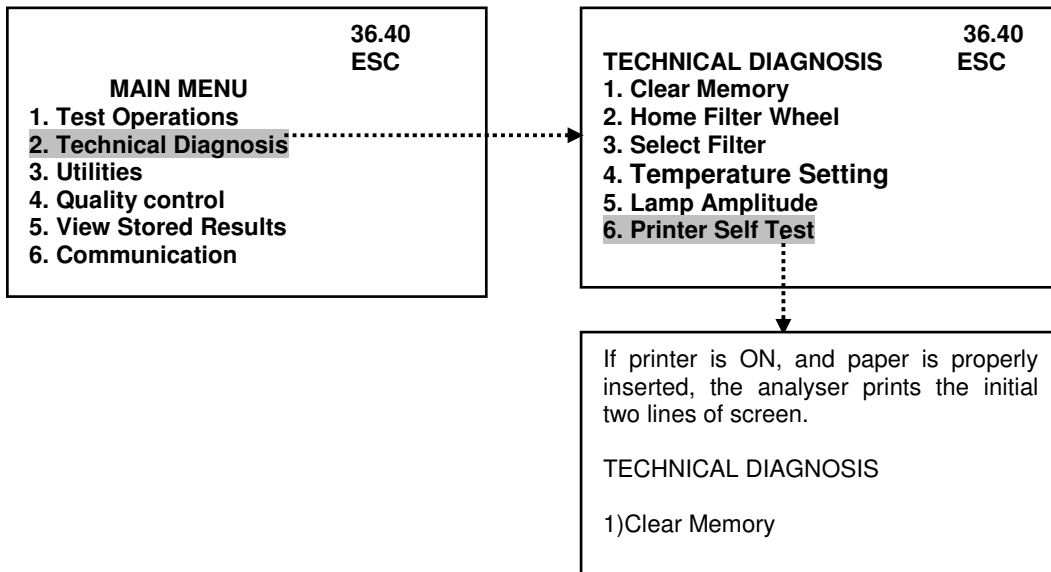 36.40
ESC
MAIN MENU
1. Test Operations
2. Technical Diagnosis
3. Utilities
4. Quality control
5. View Stored Results
6. Communication
36.40
TECHNICAL DIAGNOSIS ESC
1. Clear Memory
2. Home Filter Wheel
3. Select Filter
4. Temperature Setting
5. Lamp Amplitude
6. Printer Self Test
If printer is ON, and paper is properly
inserted, the analyser prints the initial
two lines of screen.
TECHNICAL DIAGNOSIS
1)Clear Memory